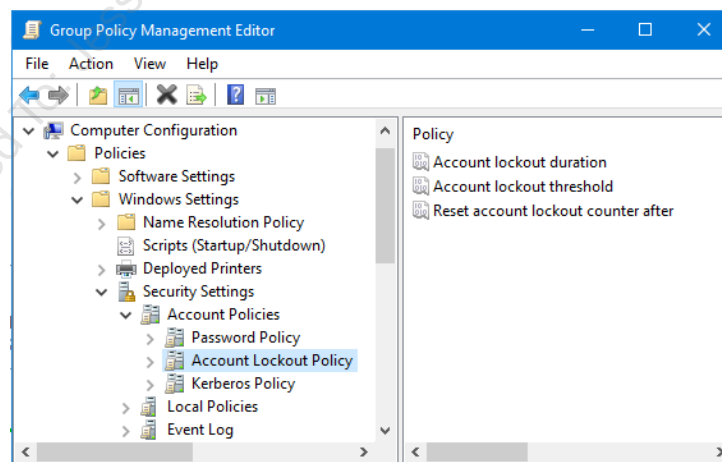 Group Policy Management Editor
File Action View Help
Computer Configuration
Policies
Software Settings
Windows Settings
Name Resolution Policy
Scripts (Startup/Shutdown)
Deployed Printers
Security Settings
Account Policies
Password Policy
Account Lockout Policy
Kerberos Policy
Local Policies
Event Log
Policy
Account lockout duration
Account lockout threshold
Reset account lockout counter after